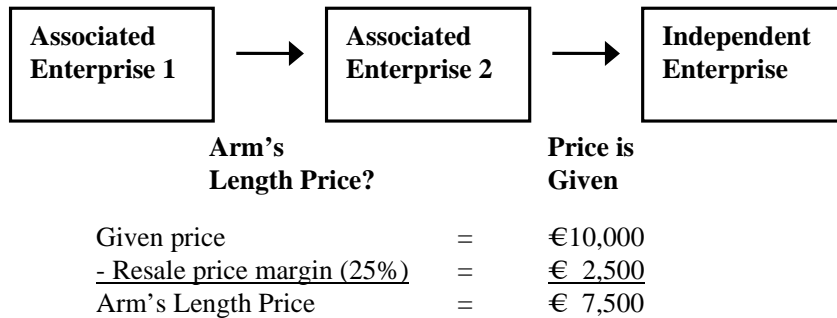 Associated Enterprise 1
Associated Enterprise 2
Independent Enterprise
Arm's Length Price?
Price is Given
Given price = €10,000
- Resale price margin (25%) = € 2,500
Arm's Length Price = € 7,500